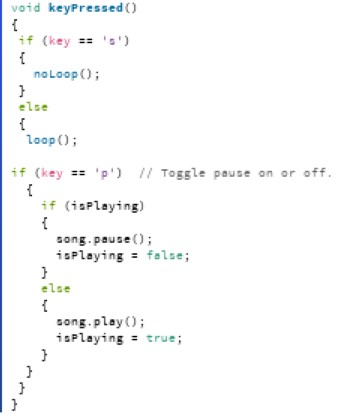 void keyPressed()
{
if (key == 's')
{
noLoop();
}
else
{
loop();
if (key == 'p')  // Toggle pause on or off.
{
if (isPlaying)
{
song.pause();
isPlaying = false;
}
else
{
song.play();
isPlaying = true;
}
}
}
}